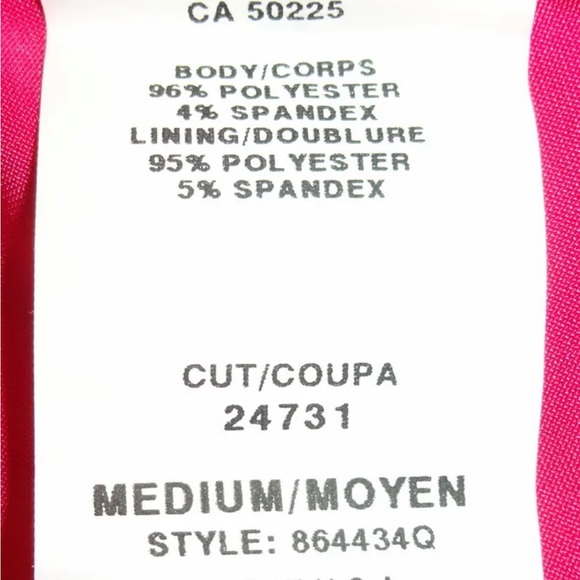 CA 50225
BODY/CORPS
96% POLYESTER
4% SPANDEX
LINING/DOUBLURE
95% POLYESTER
5% SPANDEX
CUT/COUPA
24731
MEDIUM/MOYEN
STYLE: 864434Q